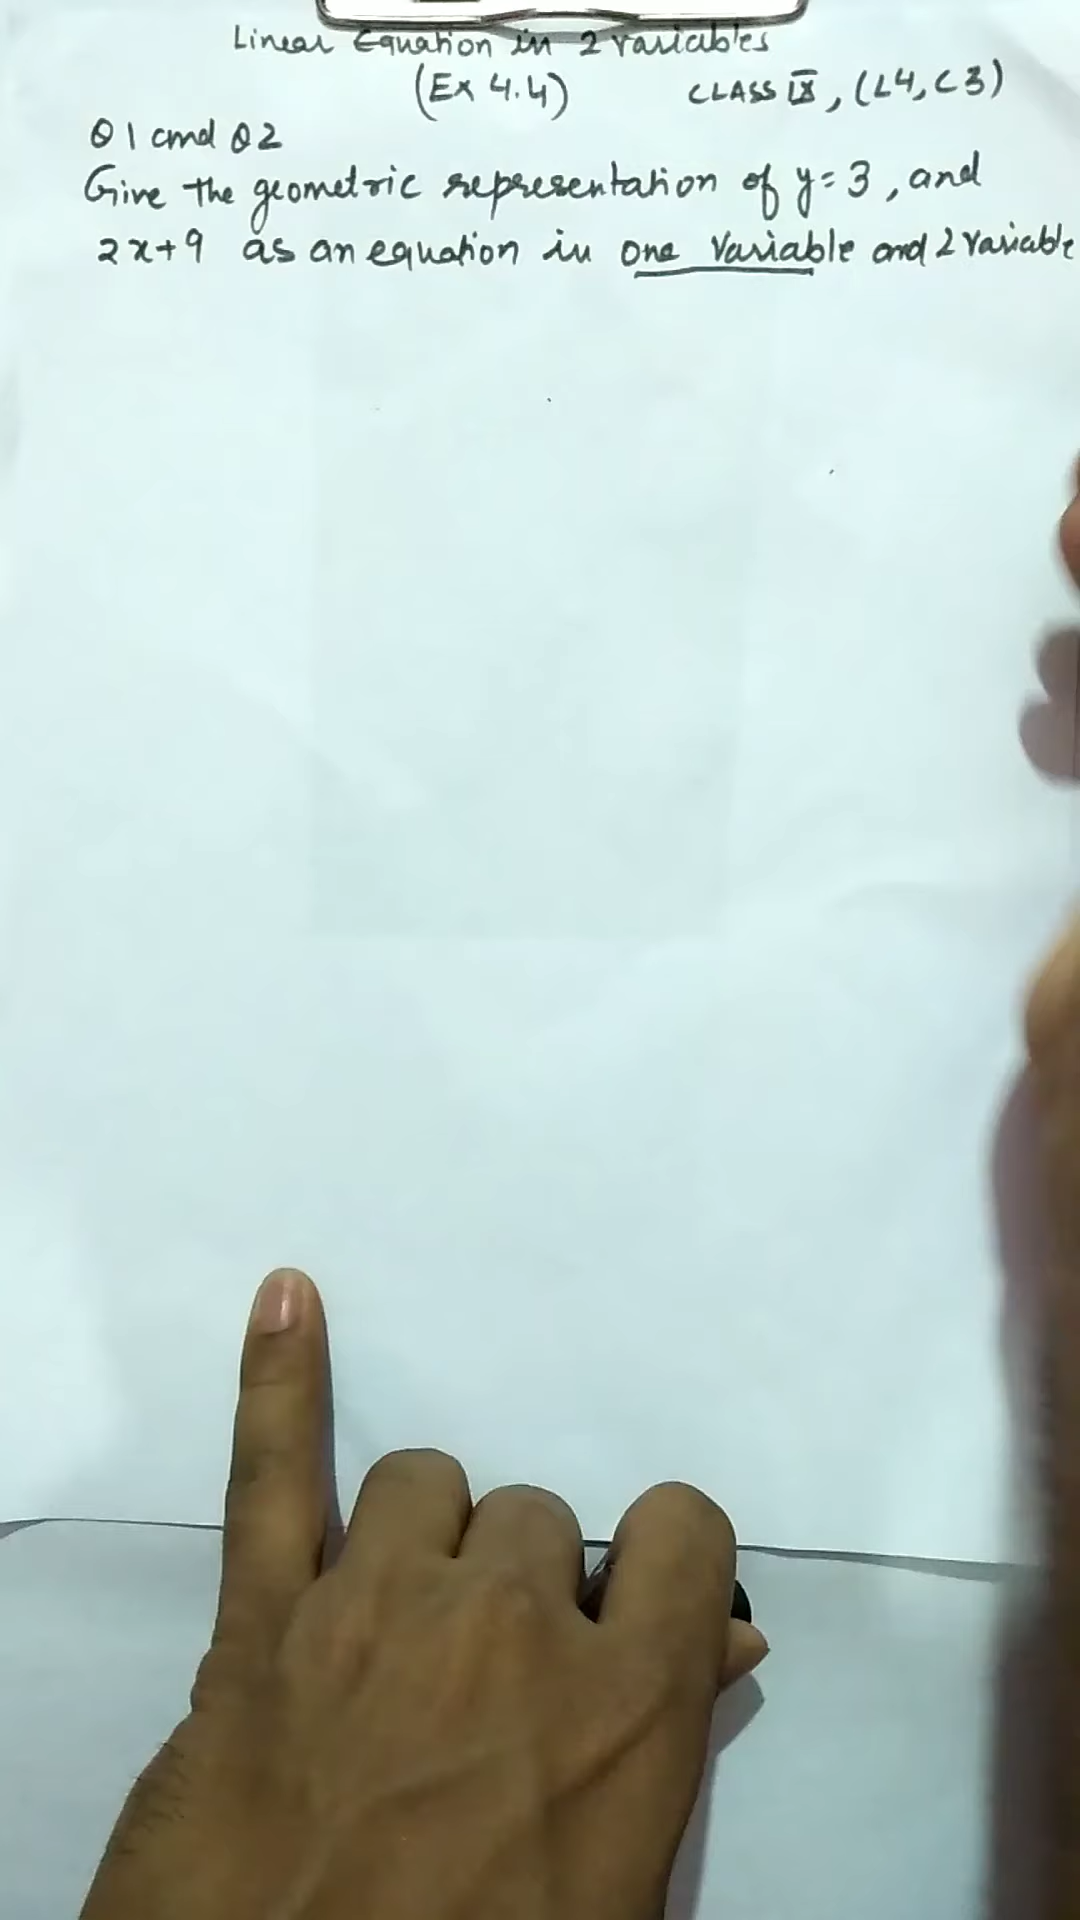 Linear Equation in 2 variables
(Ex 4.4) CLASS IX, (L4, C3)
Q1 and Q2
Give the geometric representation of y=3, and
2x+9 as an equation in one Variable and 2 Variable